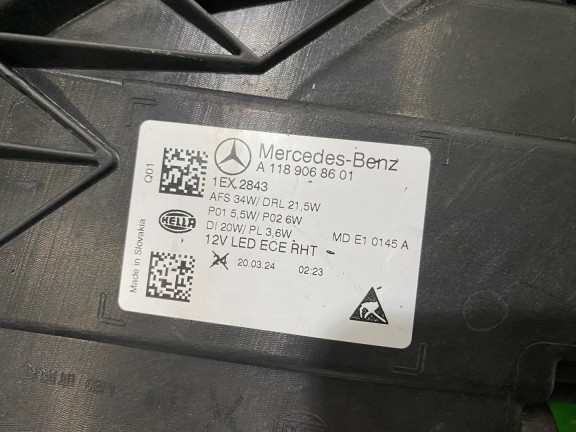 Mercedes-Benz
A 118 906 86 01
Q01
1EX 2843
AFS 34W/ DRL 21,5W
P01 5,5W/ P02 6W
DI 20W/ PL 3,6W
MD E1 0145 A
12V LED ECE RHT
HELLA
Made in Slovakia
24
20.03.24
02:23